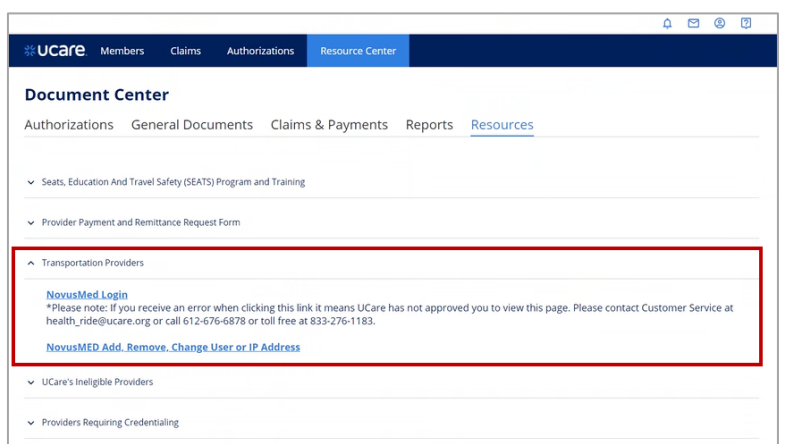 ucare. Members Claims Authorizations Resource Center
Document Center
Authorizations General Documents Claims & Payments Reports Resources
Seats, Education And Travel Safety (SEATS) Program and Training
Provider Payment and Remittance Request Form
Transportation Providers
NovusMed Login
*Please note: If you receive an error when clicking this link it means UCare has not approved you to view this page. Please contact Customer Service at
health_ride@ucare.org or call 612-676-6878 or toll free at 833-276-1183.
NovusMED Add, Remove, Change User or IP Address
UCare's Ineligible Providers
Providers Requiring Credentialing